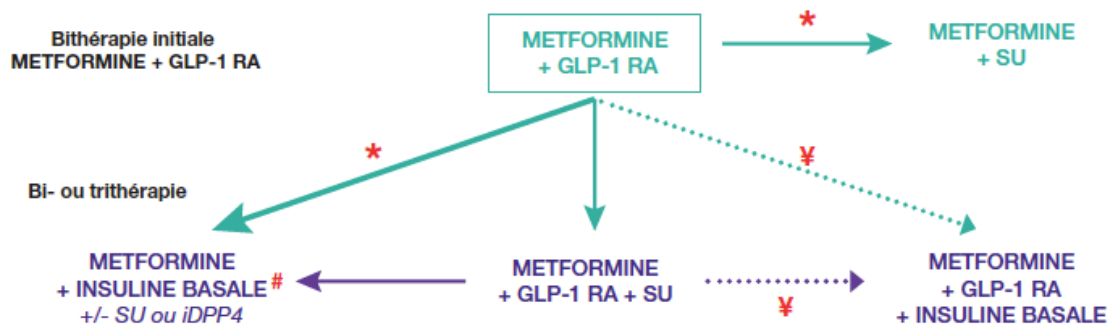 Bithérapie initiale
METFORMINE + GLP-1 RA
METFORMINE
+ GLP-1 RA
*
METFORMINE
+ SU
*
¥
Bi- ou trithérapie
METFORMINE
+ INSULINE BASALE #
+/- SU ou iDPP4
METFORMINE
+ GLP-1 RA + SU
¥
METFORMINE
+ GLP-1 RA
+ INSULINE BASALE